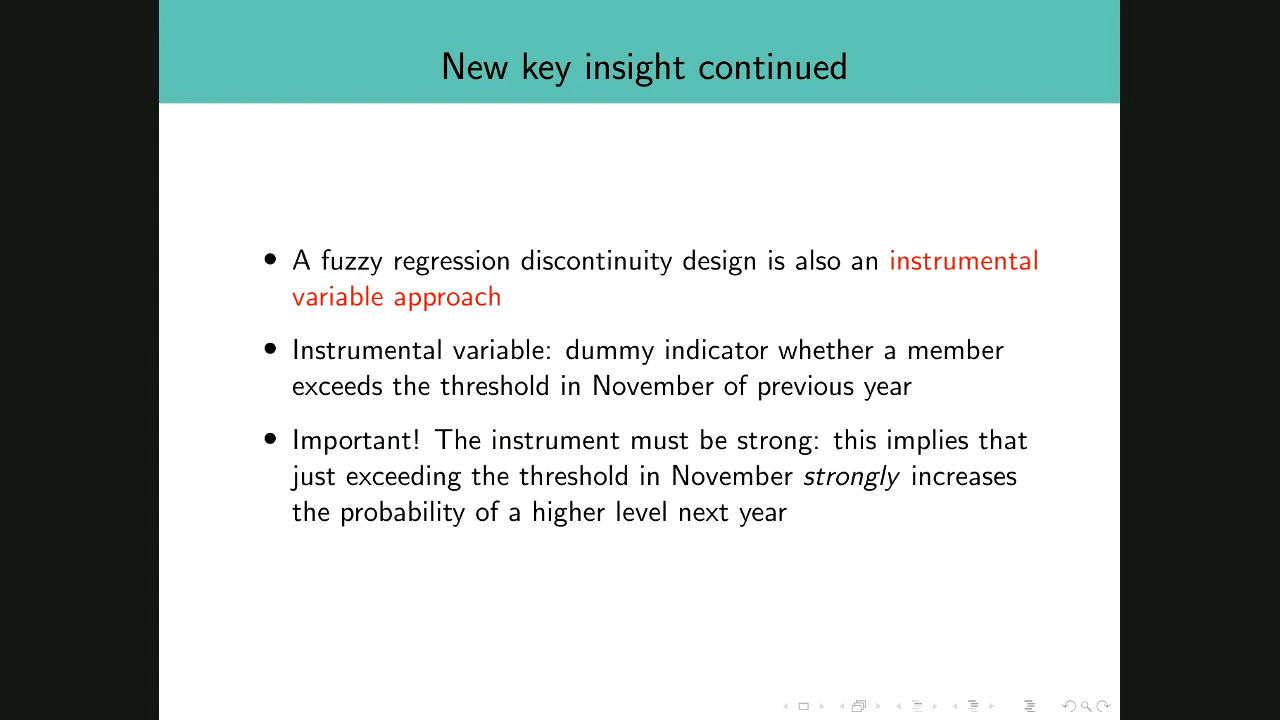 New key insight continued
• A fuzzy regression discontinuity design is also an instrumental
variable approach
• Instrumental variable: dummy indicator whether a member
exceeds the threshold in November of previous year
• Important! The instrument must be strong: this implies that
just exceeding the threshold in November strongly increases
the probability of a higher level next year